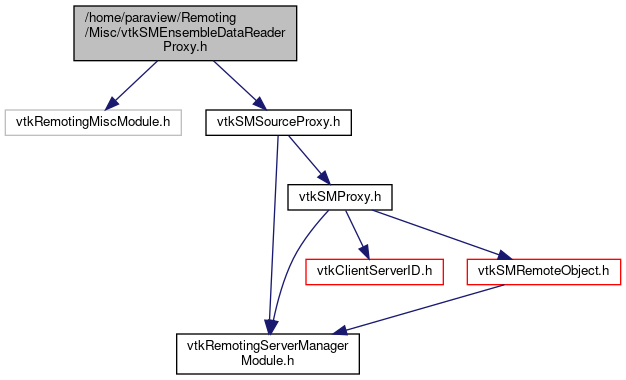 /home/paraview/Remoting
/Misc/vtkSMEnsembleDataReader
Proxy.h
vtkRemotingMiscModule.h
vtkSMSourceProxy.h
vtkSMProxy.h
vtkClientServerID.h
vtkSMRemoteObject.h
vtkRemotingServerManager
Module.h